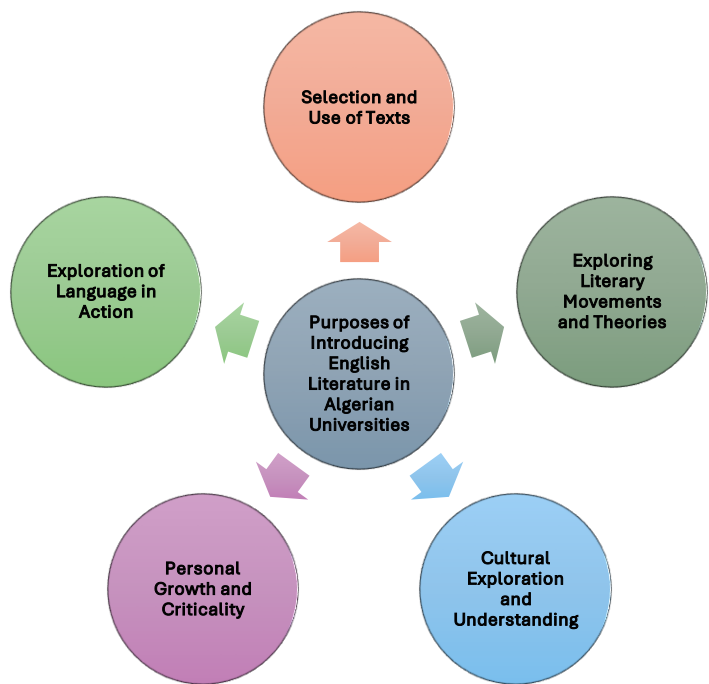 Selection and
Use of Texts
Exploration of
Language in
Action
Exploring
Literary
Movements
and Theories
Purposes of
Introducing
English
Literature in
Algerian
Universities
Personal
Growth and
Criticality
Cultural
Exploration
and
Understanding